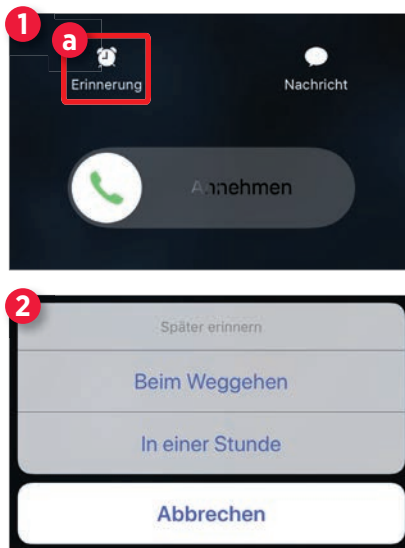 1
a
Erinnerung
Nachricht
Annehmen
2
Später erinnern
Beim Weggehen
In einer Stunde
Abbrechen